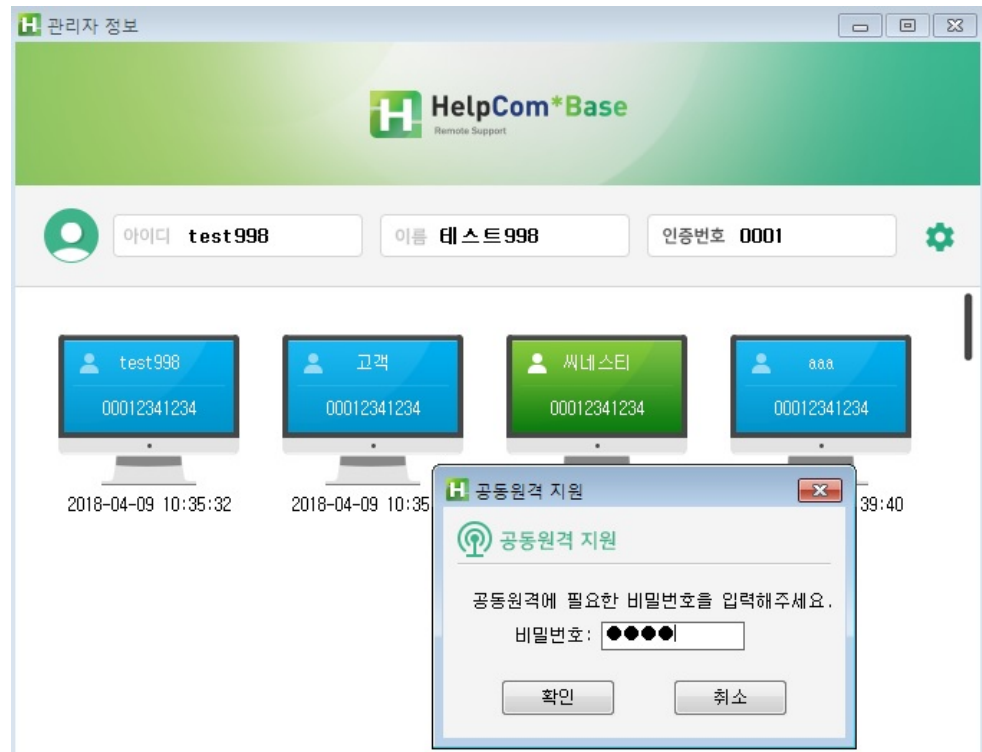 관리자 정보
HelpCom*Base
Remote Support
아이디 test998 이름 테스트998 인증번호 0001
test998 고객 씨네스티 aaa
00012341234 00012341234 00012341234 00012341234
2018-04-09 10:35:32 2018-04-09 10:35 39:40
공동원격 지원
공동원격 지원
공동원격에 필요한 비밀번호을 입력해주세요.
비밀번호: ●●●●
확인 취소